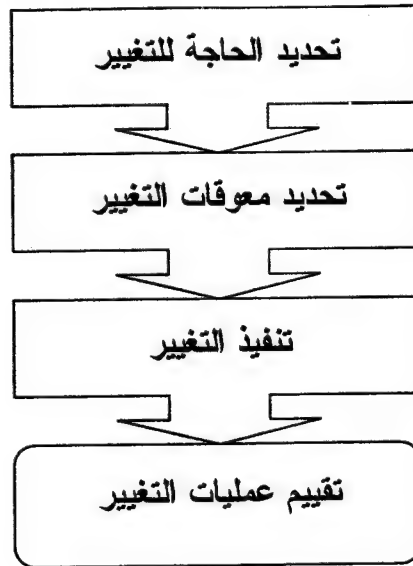 تحديد الحاجة للتغيير
تحديد معوقات التغيير
تنفيذ التغيير
تقييم عمليات التغيير